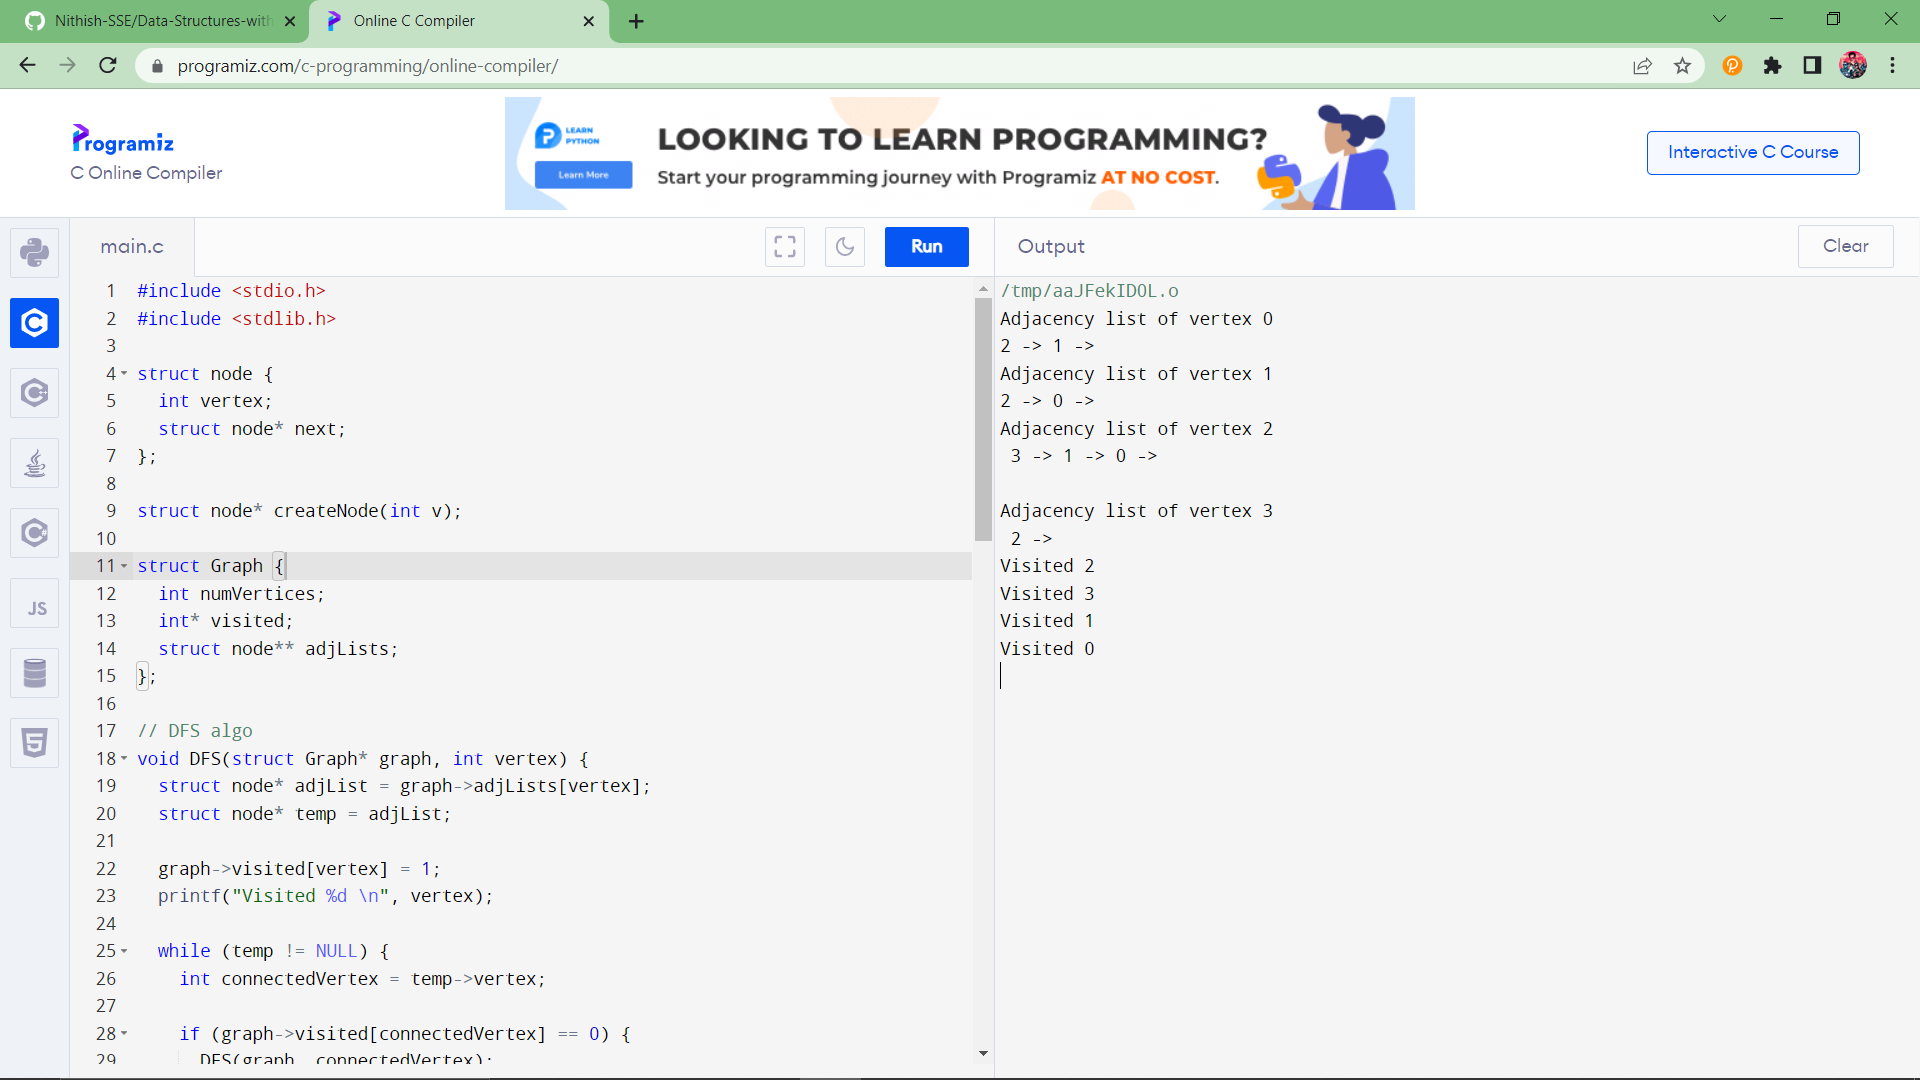 Nithish-SSE/Data-Structures-with
Online C Compiler
programiz.com/c-programming/online-compiler/
Programiz
C Online Compiler
LEARN
PYTHON
Learn More
LOOKING TO LEARN PROGRAMMING?
Start your programming journey with Programiz AT NO COST.
Interactive C Course
main.c
Run
Output
Clear
JS
1 #include <stdio.h>
2 #include <stdlib.h>
3
4 struct node {
5 int vertex;
6 struct node* next;
7 };
8
9 struct node* createNode(int v);
10
11 struct Graph {
12 int numVertices;
13 int* visited;
14 struct node** adjLists;
15 };
16
17 // DFS algo
18 void DFS(struct Graph* graph, int vertex) {
19 struct node* adjList = graph->adjLists[vertex];
20 struct node* temp = adjList;
21
22 graph->visited[vertex] = 1;
23 printf("Visited %d \n", vertex);
24
25 while (temp != NULL) {
26 int connectedVertex = temp->vertex;
27
28 if (graph->visited[connectedVertex] == 0) {
29 DFS(graph, connectedVertex);
/tmp/aaJFekIDOL.o
Adjacency list of vertex 0
2 -> 1 ->
Adjacency list of vertex 1
2 -> 0 ->
Adjacency list of vertex 2
3 -> 1 -> 0 ->
Adjacency list of vertex 3
2 ->
Visited 2
Visited 3
Visited 1
Visited 0